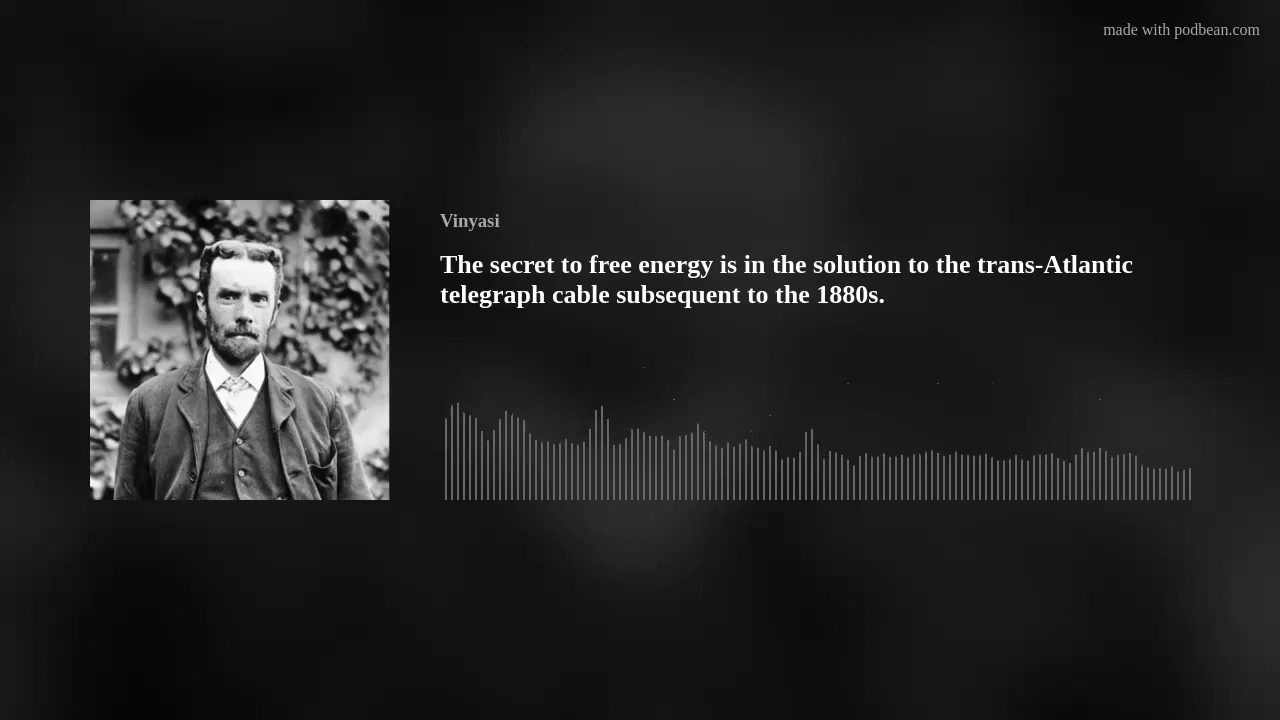 made with podbean.com
Vinyasi
The secret to free energy is in the solution to the trans-Atlantic
telegraph cable subsequent to the 1880s.